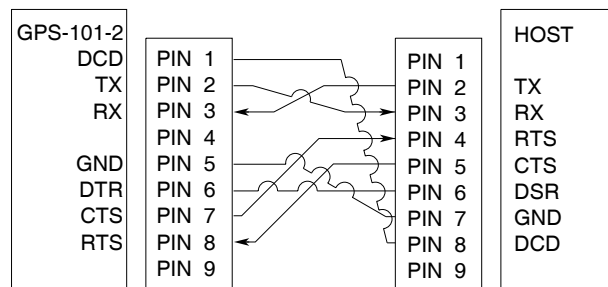 GPS-101-2 HOST
DCD PIN 1 PIN 1
TX PIN 2 PIN 2 TX
RX PIN 3 PIN 3 RX
PIN 4 PIN 4 RTS
GND PIN 5 PIN 5 CTS
DTR PIN 6 PIN 6 DSR
CTS PIN 7 PIN 7 GND
RTS PIN 8 PIN 8 DCD
PIN 9 PIN 9